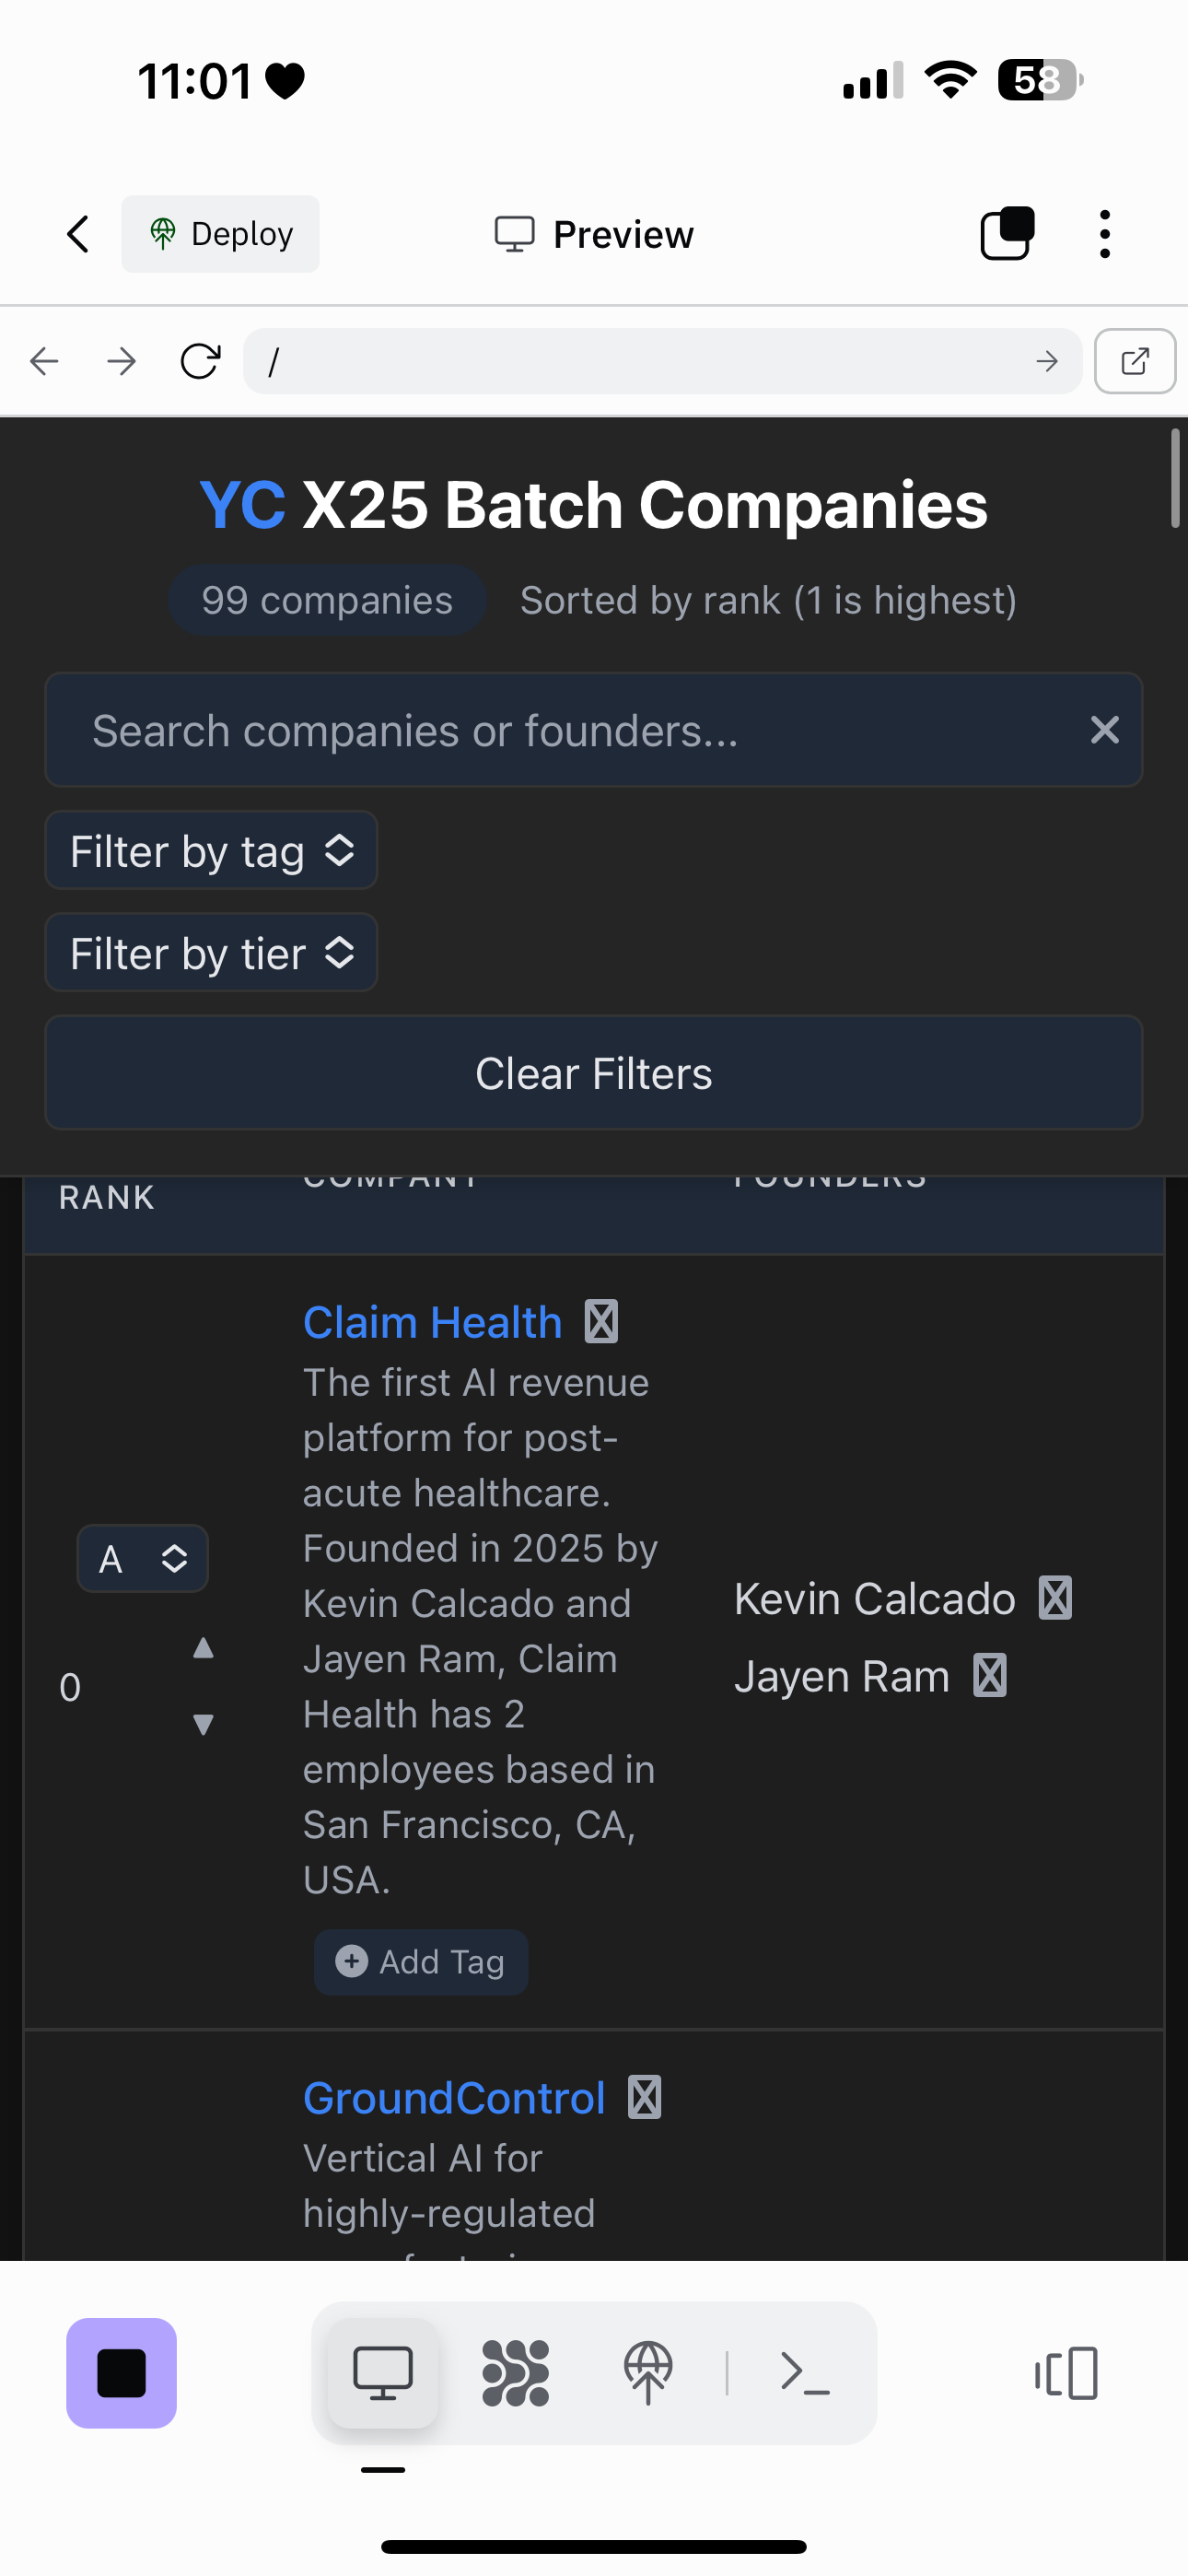 11:01
58
Deploy
Preview
/
YC X25 Batch Companies
99 companies
Sorted by rank (1 is highest)
Search companies or founders...
Filter by tag
Filter by tier
Clear Filters
RANK
COMPANY
FOUNDERS
Claim Health
The first AI revenue
platform for post-
acute healthcare.
Founded in 2025 by
Kevin Calcado and
Jayen Ram, Claim
Health has 2
employees based in
San Francisco, CA,
USA.
A
0
Kevin Calcado
Jayen Ram
Add Tag
GroundControl
Vertical AI for
highly-regulated